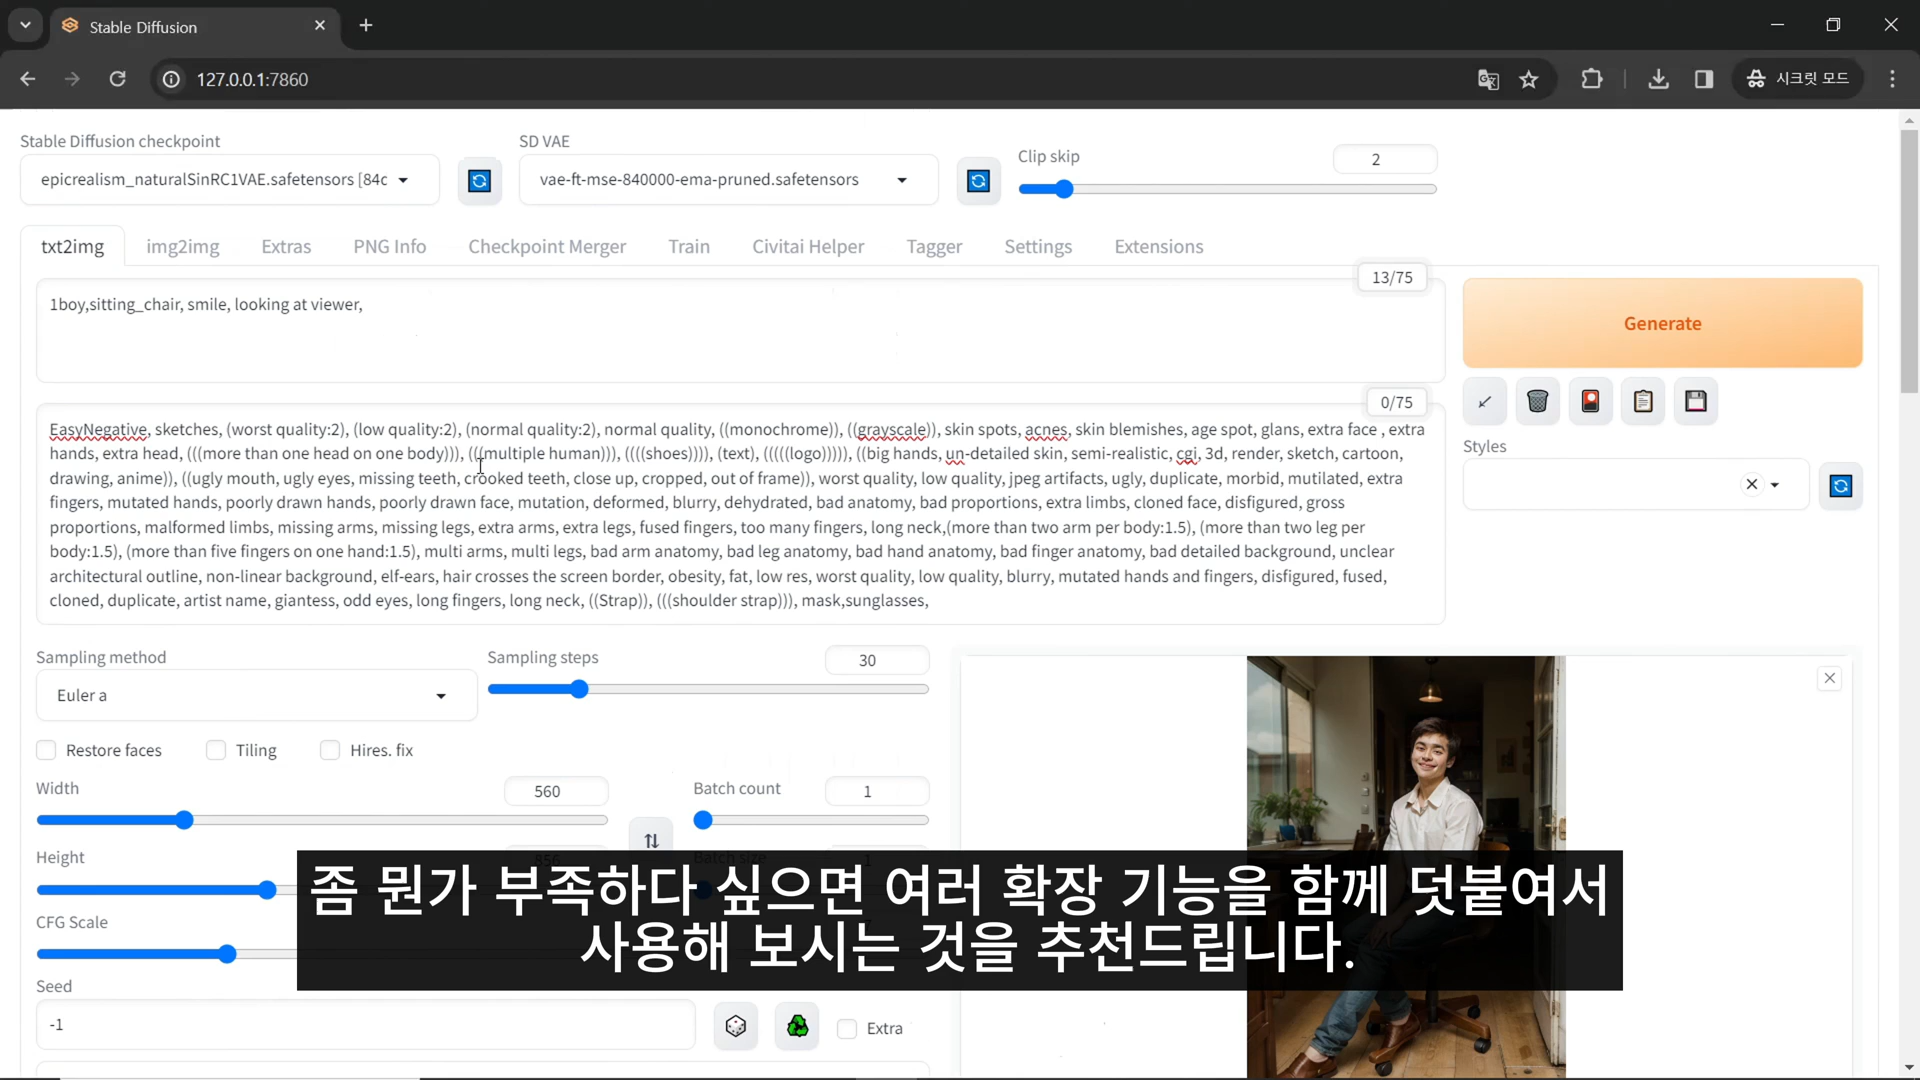 Stable Diffusion
127.0.0.1:7860
시크릿 모드
Stable Diffusion checkpoint
SD VAE
Clip skip
2
epicrealism_naturalSinRC1VAE.safetensors [84c
vae-ft-mse-840000-ema-pruned.safetensors
txt2img
img2img
Extras
PNG Info
Checkpoint Merger
Train
Civitai Helper
Tagger
Settings
Extensions
13/75
1boy,sitting_chair, smile, looking at viewer,
Generate
0/75
EasyNegative, sketches, (worst quality:2), (low quality:2), (normal quality:2), normal quality, ((monochrome)), ((grayscale)), skin spots, acnes, skin blemishes, age spot, glans, extra face , extra
hands, extra head, (((more than one head on one body))), (((multiple human))), ((((shoes)))), (text), (((((logo))))), ((big hands, un-detailed skin, semi-realistic, cgi, 3d, render, sketch, cartoon,
drawing, anime)), ((ugly mouth, ugly eyes, missing teeth, crooked teeth, close up, cropped, out of frame)), worst quality, low quality, jpeg artifacts, ugly, duplicate, morbid, mutilated, extra
fingers, mutated hands, poorly drawn hands, poorly drawn face, mutation, deformed, blurry, dehydrated, bad anatomy, bad proportions, extra limbs, cloned face, disfigured, gross
proportions, malformed limbs, missing arms, missing legs, extra arms, extra legs, fused fingers, too many fingers, long neck,(more than two arm per body:1.5), (more than two leg per
body:1.5), (more than five fingers on one hand:1.5), multi arms, multi legs, bad arm anatomy, bad leg anatomy, bad hand anatomy, bad finger anatomy, bad detailed background, unclear
architectural outline, non-linear background, elf-ears, hair crosses the screen border, obesity, fat, low res, worst quality, low quality, blurry, mutated hands and fingers, disfigured, fused,
cloned, duplicate, artist name, giantess, odd eyes, long fingers, long neck, ((Strap)), (((shoulder strap))), mask,sunglasses,
Styles
Sampling method
Euler a
Sampling steps
30
Restore faces
Tiling
Hires. fix
Width
560
Batch count
1
Height
856
Batch size
1
CFG Scale
좀 뭔가 부족하다 싶으면 여러 확장 기능을 함께 덧붙여서
사용해 보시는 것을 추천드립니다.
Seed
-1
Extra